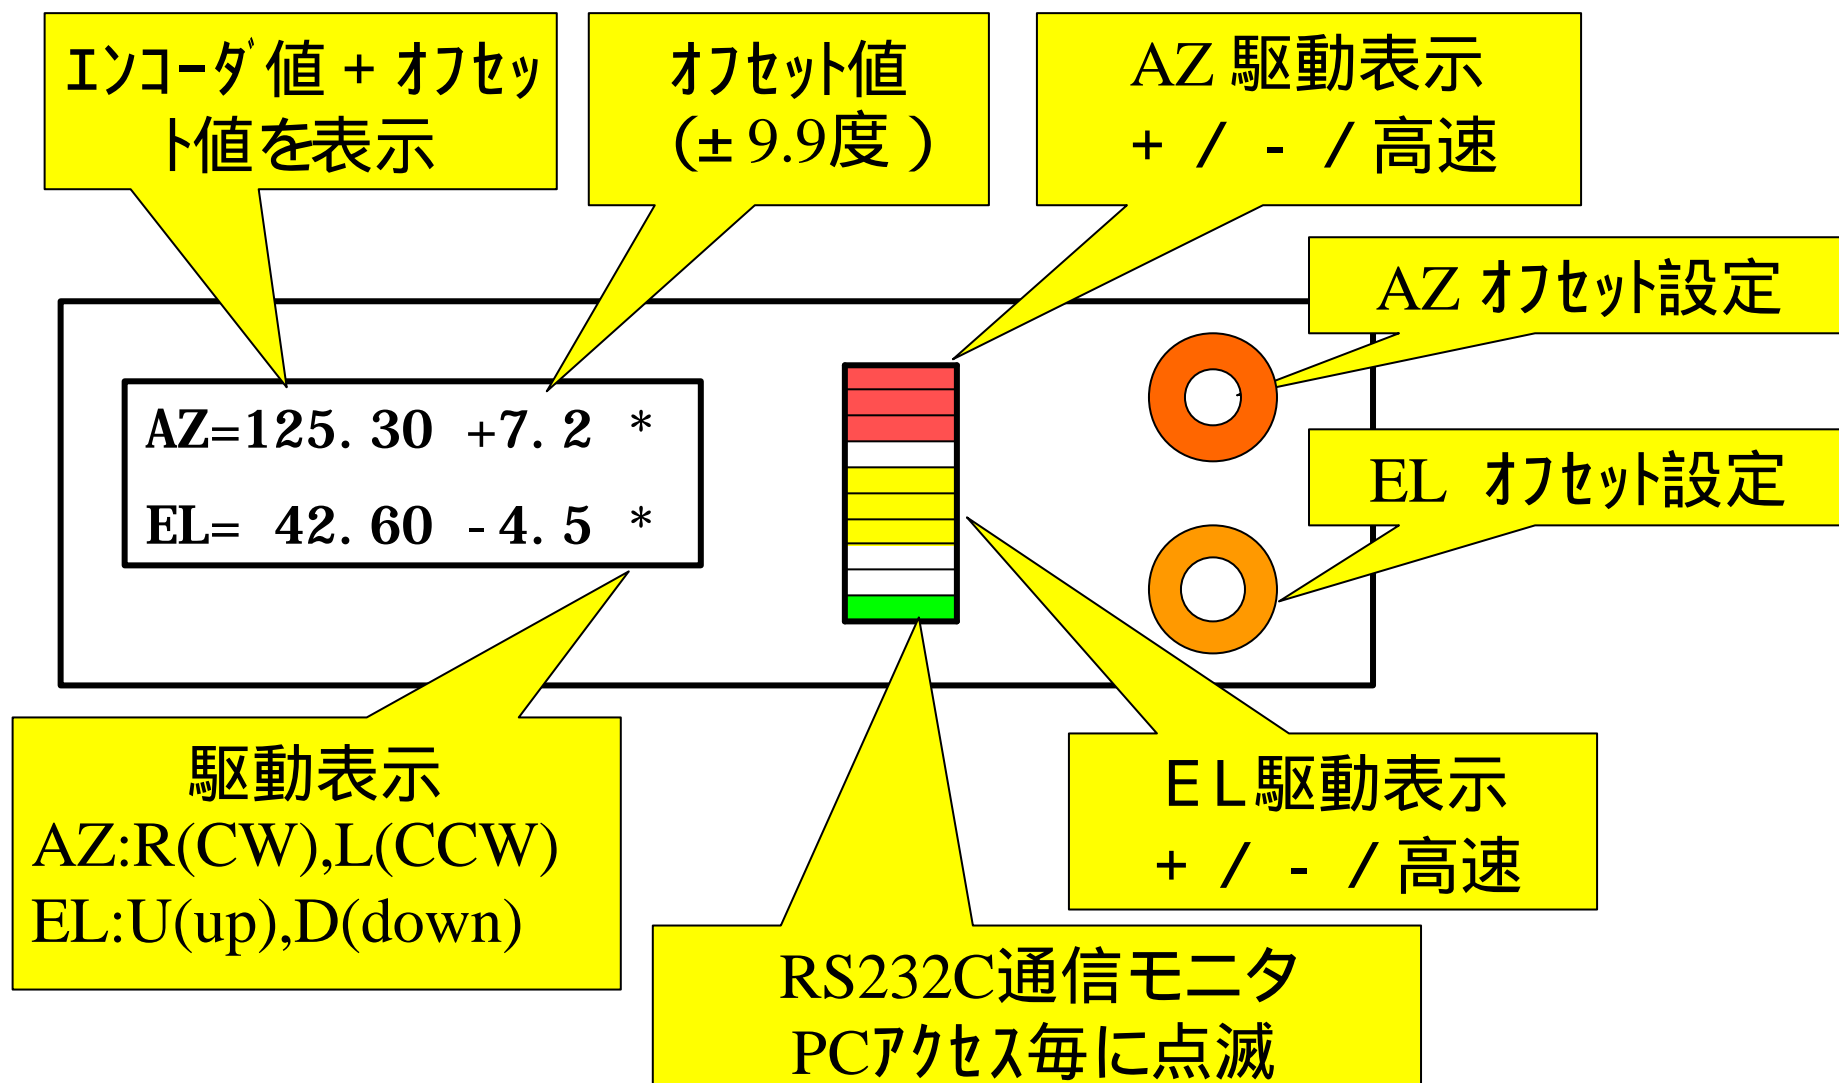 ｴﾝｺｰﾀﾞ値 + ｵﾌｾｯ
ﾄ値を表示
ｵﾌｾｯﾄ値
(± 9.9度 )
AZ 駆動表示
+ / - / 高速
AZ ｵﾌｾｯﾄ設定
AZ=125.30 +7.2 *
EL= 42.60 -4.5 *
EL ｵﾌｾｯﾄ設定
駆動表示
AZ:R(CW),L(CCW)
EL:U(up),D(down)
ＥＬ駆動表示
+ / - / 高速
RS232C通信モニタ
PCｱｸｾｽ毎に点滅